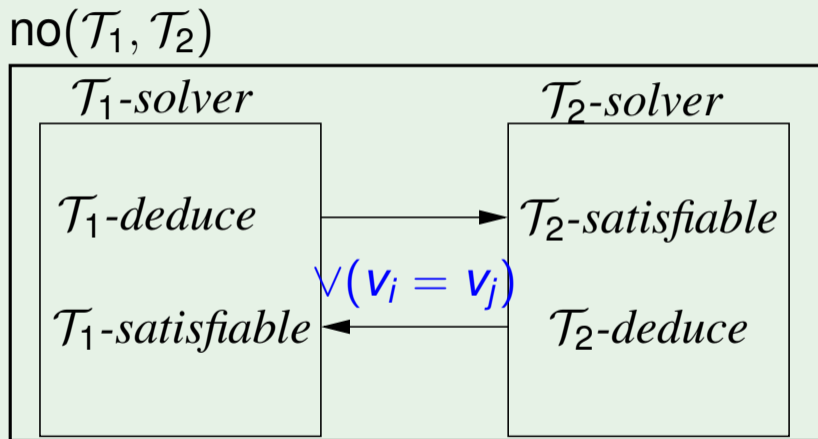 no(𝒯₁, 𝒯₂)
𝒯₁-solver
𝒯₂-solver
𝒯₁-deduce
𝒯₂-satisfiable
∨(vᵢ = vⱼ)
𝒯₁-satisfiable
𝒯₂-deduce